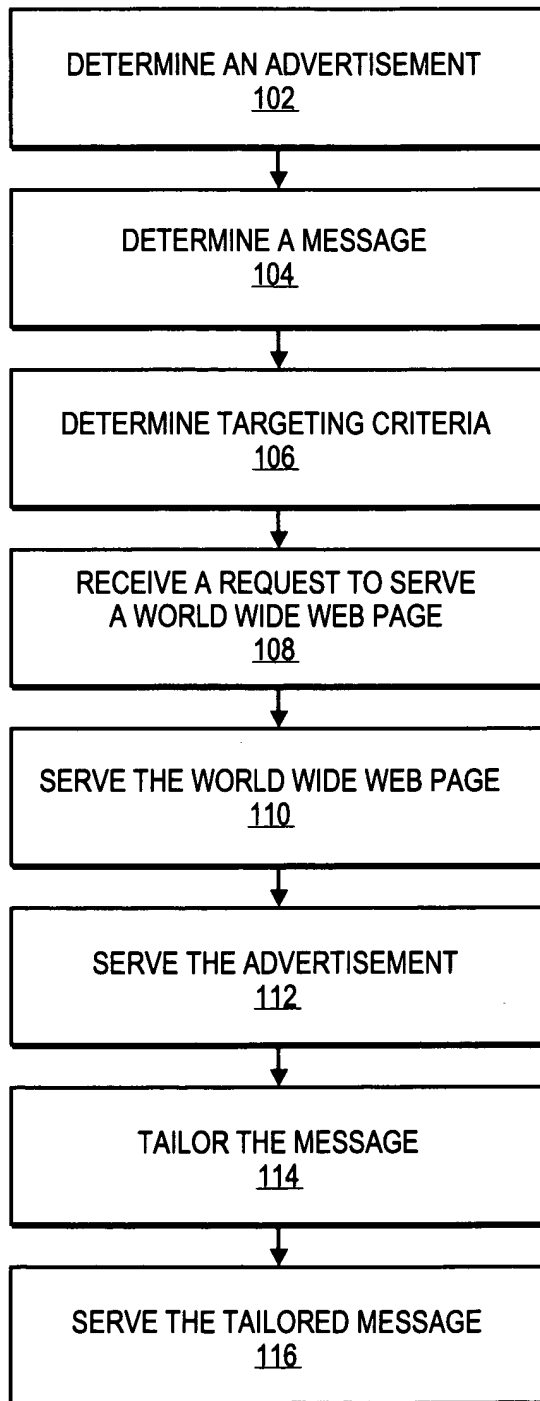 DETERMINE AN ADVERTISEMENT
102
DETERMINE A MESSAGE
104
DETERMINE TARGETING CRITERIA
106
RECEIVE A REQUEST TO SERVE
A WORLD WIDE WEB PAGE
108
SERVE THE WORLD WIDE WEB PAGE
110
SERVE THE ADVERTISEMENT
112
TAILOR THE MESSAGE
114
SERVE THE TAILORED MESSAGE
116